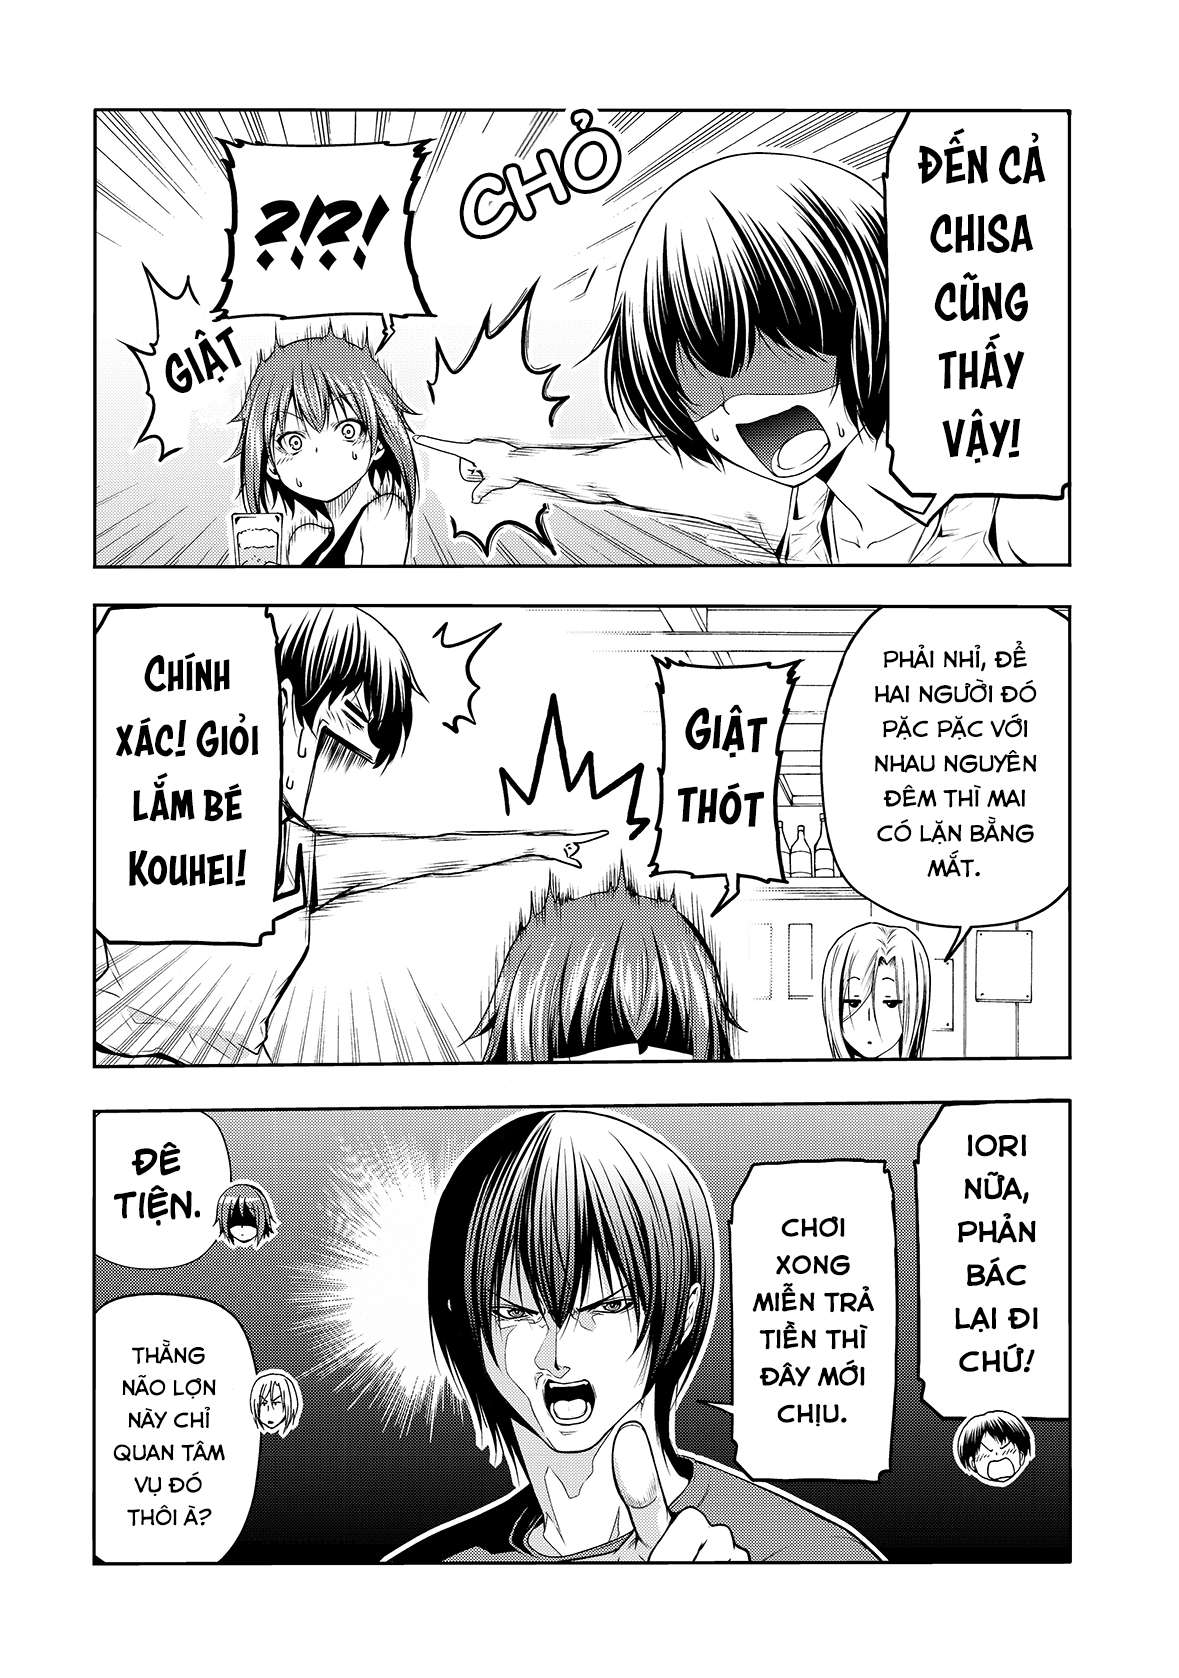 ĐẾN CẢ
CHISA
CŨNG
THẤY
VẬY!
CHỎ
?!?!
GIẬT
PHẢI NHỈ, ĐỂ
HAI NGƯỜI ĐÓ
PẶC PẶC VỚI
NHAU NGUYÊN
ĐÊM THÌ MAI
CÓ LẶN BẰNG
MẮT.
GIẬT
THÓT
CHÍNH
XÁC! GIỎI
LẮM BÉ
KOUHEI!
IORI
NỮA,
PHẢN
BÁC
LẠI ĐI
CHỨ!
CHƠI
XONG
MIỄN TRẢ
TIỀN THÌ
ĐÂY MỚI
CHỊU.
ĐÊ
TIỆN.
THẰNG
NÃO LỢN
NÀY CHỈ
QUAN TÂM
VỤ ĐÓ
THÔI À?